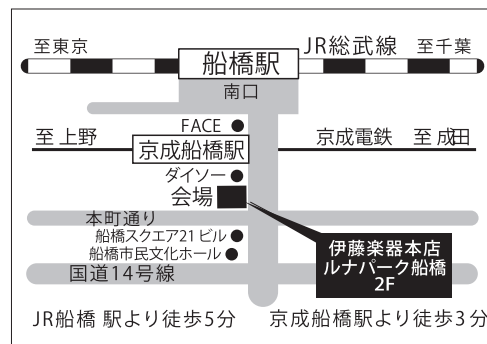 至東京
船橋駅
JR総武線
至千葉
南口
FACE
至 上野
京成船橋駅
京成電鉄
至 成田
ダイソー
会場
本町通り
船橋スクエア21 ビル
船橋市民文化ホール
国道14号線
伊藤楽器本店
ルナパーク船橋
2F
JR船橋 駅より徒歩5分
京成船橋駅より徒歩3分